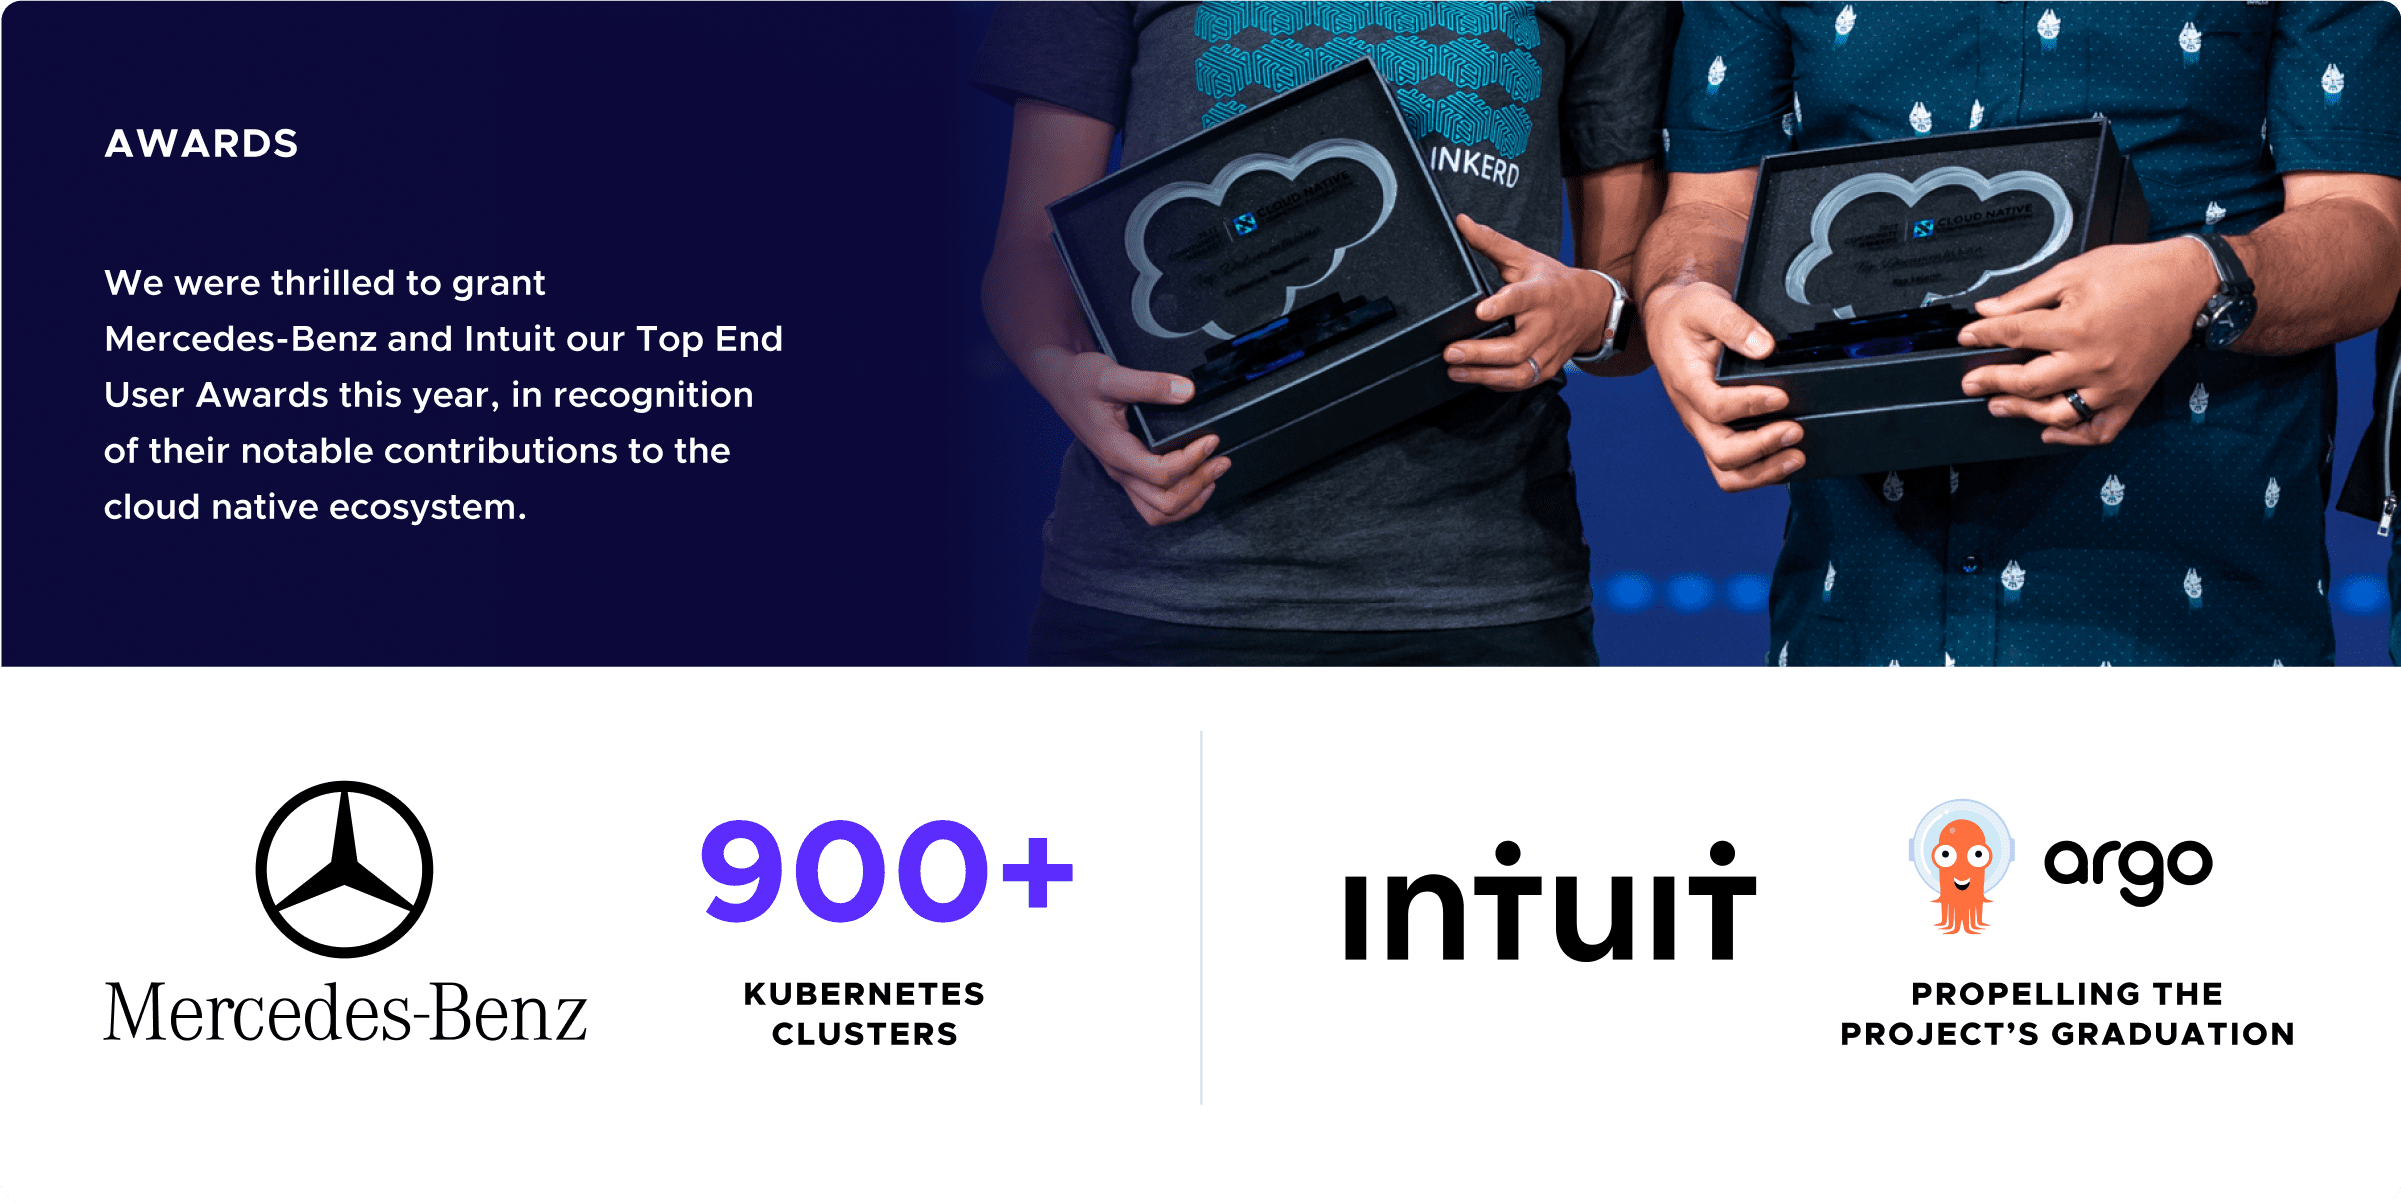 AWARDS
We were thrilled to grant
Mercedes-Benz and Intuit our Top End
User Awards this year, in recognition
of their notable contributions to the
cloud native ecosystem.
INKERD
CLOUD NATIVE
CLOUD NATIVE
Mercedes-Benz
900+
KUBERNETES
CLUSTERS
intuit
argo
PROPELLING THE
PROJECT’S GRADUATION